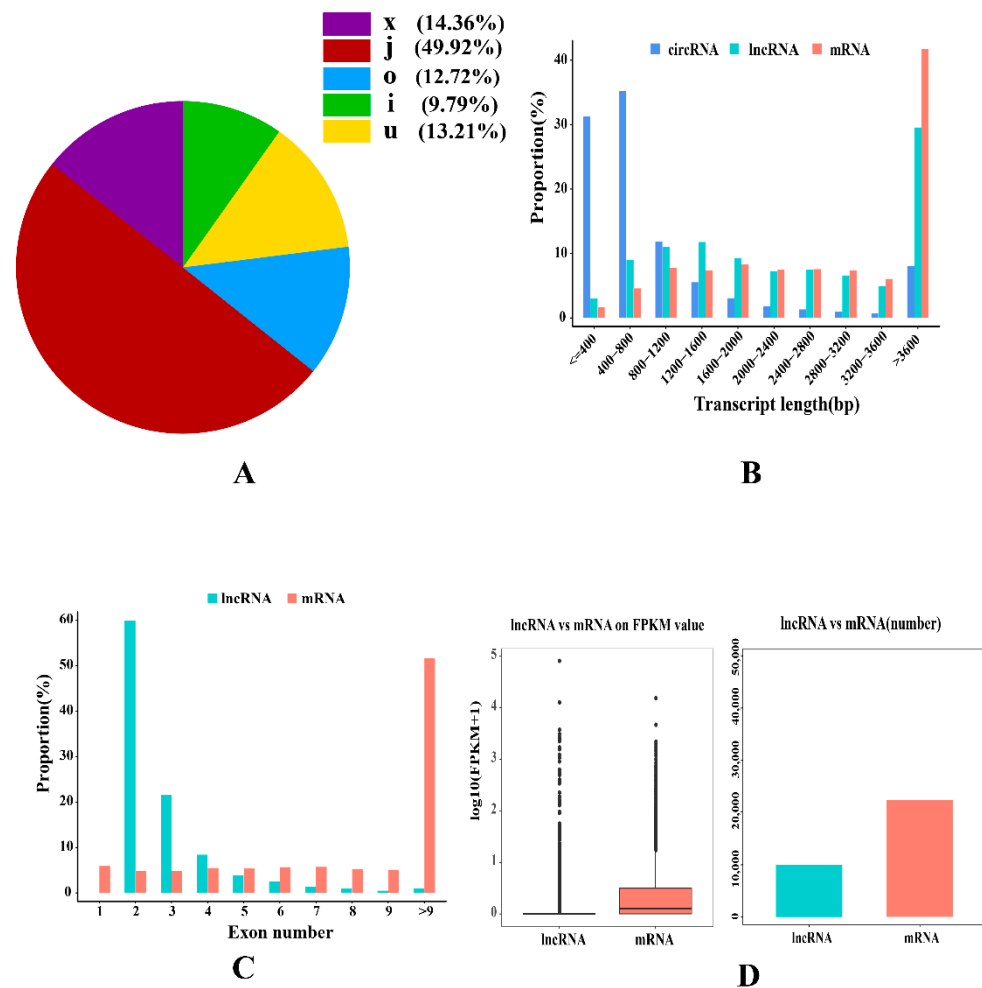 x (14.36%)
j (49.92%)
o (12.72%)
i (9.79%)
u (13.21%)
A
circRNA lncRNA mRNA
Proportion(%)
40
30
20
10
0
<=400 400−800 800−1200 1200−1600 1600−2000 2000−2400 2400−2800 2800−3200 3200−3600 >3600
Transcript length(bp)
B
lncRNA mRNA
Proportion(%)
60
50
40
30
20
10
0
1 2 3 4 5 6 7 8 9 >9
Exon number
C
lncRNA vs mRNA on FPKM value
log10(FPKM+1)
5
4
3
2
1
0
lncRNA mRNA
lncRNA vs mRNA(number)
50,000
40,000
30,000
20,000
10,000
0
lncRNA mRNA
D